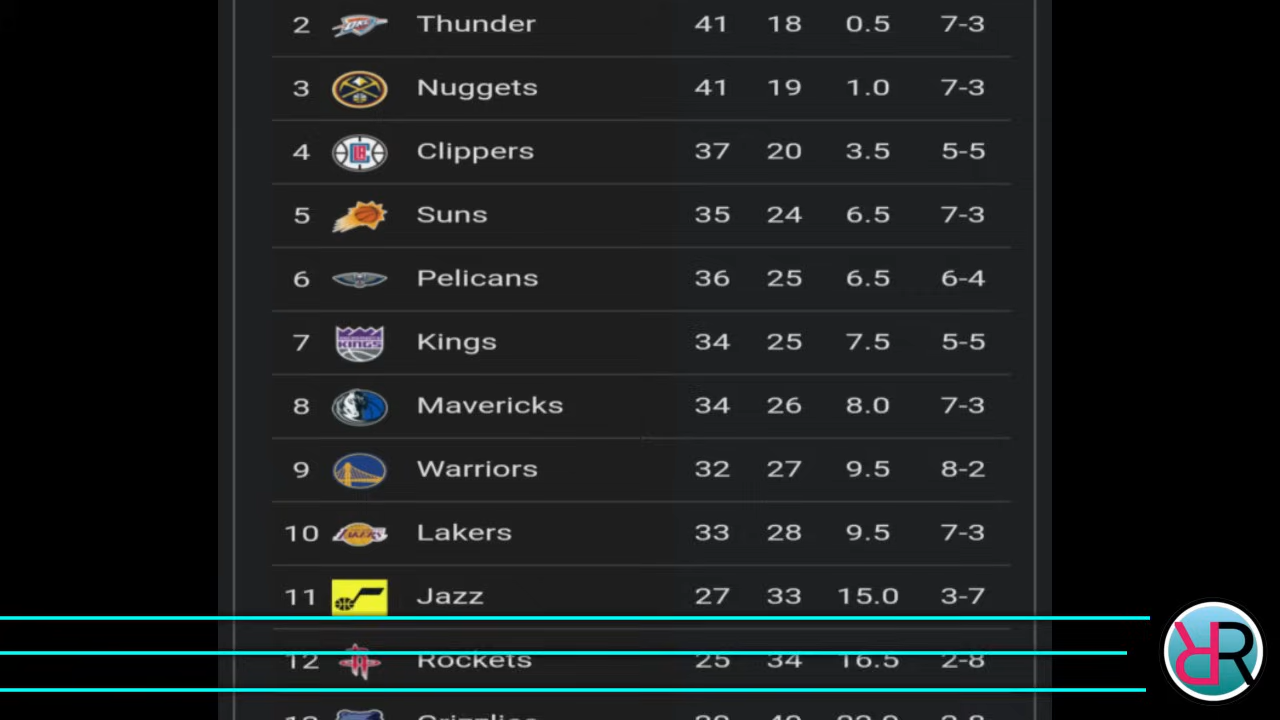 2 Thunder 41 18 0.5 7-3
3 Nuggets 41 19 1.0 7-3
4 Clippers 37 20 3.5 5-5
5 Suns 35 24 6.5 7-3
6 Pelicans 36 25 6.5 6-4
7 KINGS Kings 34 25 7.5 5-5
8 Mavericks 34 26 8.0 7-3
9 Warriors 32 27 9.5 8-2
10 LAKERS Lakers 33 28 9.5 7-3
11 Jazz 27 33 15.0 3-7
12 R Rockets 25 34 16.5 2-8
Grizzlies
RR